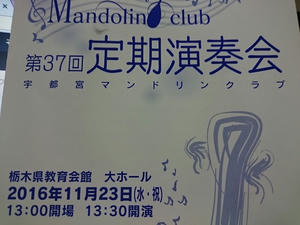 Mandolin club
第37回 定期演奏会
宇都宮マンドリンクラブ
栃木県教育会館 大ホール
2016年11月23日(水・祝)
13:00開場 13:30開演